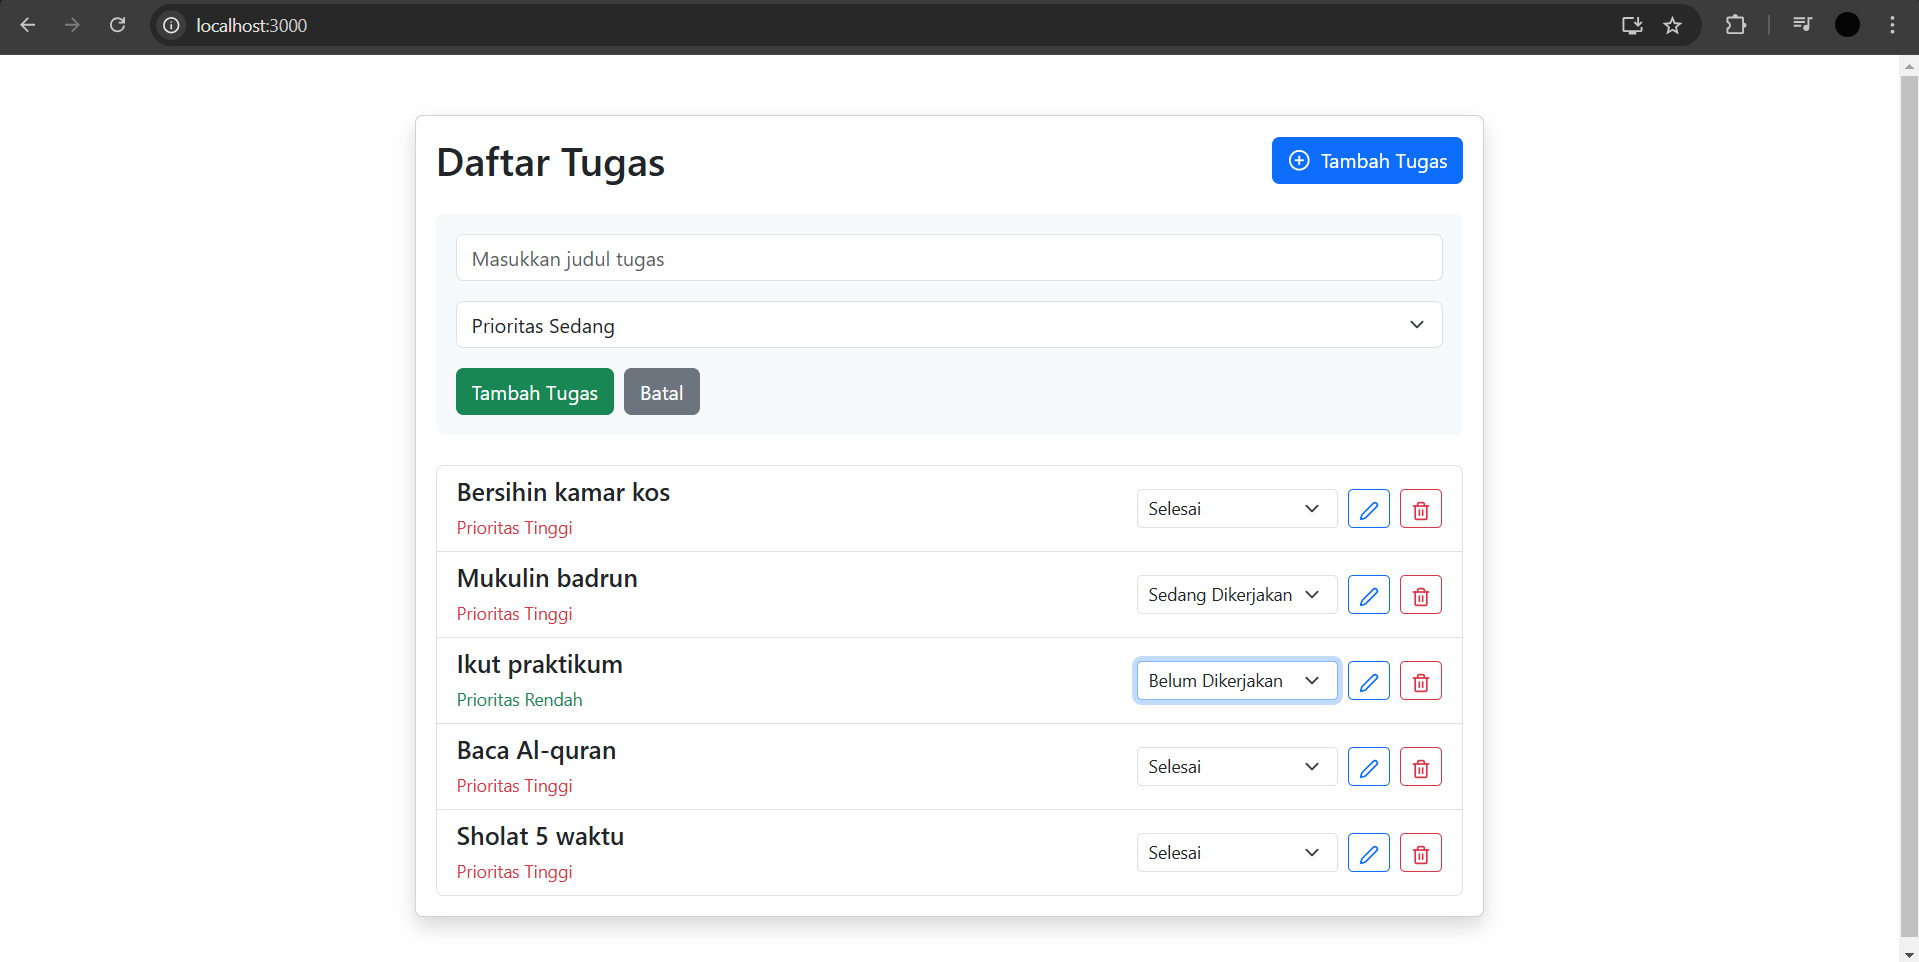 localhost:3000
Daftar Tugas
Tambah Tugas
Masukkan judul tugas
Prioritas Sedang
Tambah Tugas
Batal
Bersihin kamar kos
Prioritas Tinggi
Selesai
Mukulin badrun
Prioritas Tinggi
Sedang Dikerjakan
Ikut praktikum
Prioritas Rendah
Belum Dikerjakan
Baca Al-quran
Prioritas Tinggi
Selesai
Sholat 5 waktu
Prioritas Tinggi
Selesai